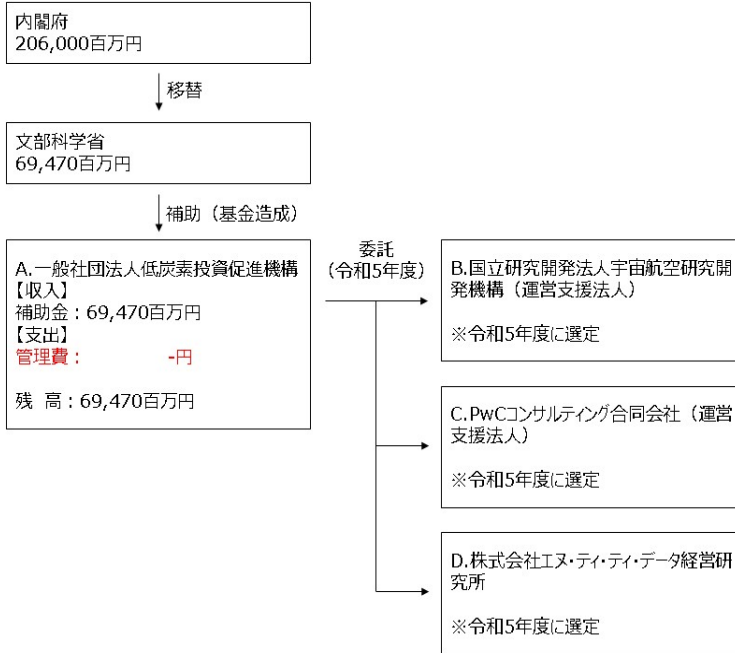 内閣府
206,000百万円
移替
文部科学省
69,470百万円
補助（基金造成）
A.一般社団法人低炭素投資促進機構
【収入】
補助金：69,470百万円
【支出】
管理費：　　　　-円
残 高：69,470百万円
委託
（令和5年度）
B.国立研究開発法人宇宙航空研究開
発機構（運営支援法人）
※令和5年度に選定
C.PwCコンサルティング合同会社（運営
支援法人）
※令和5年度に選定
D.株式会社エヌ・ティ・ティ・データ経営研
究所
※令和5年度に選定